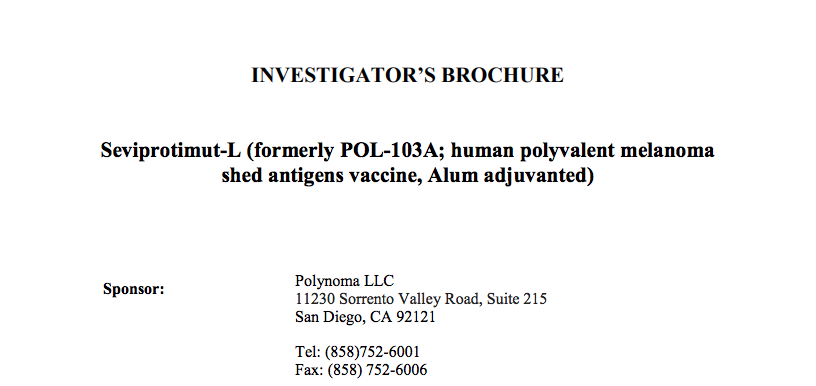 INVESTIGATOR’S BROCHURE
Seviprotimut-L (formerly POL-103A; human polyvalent melanoma
shed antigens vaccine, Alum adjuvanted)
Sponsor:
Polynoma LLC
11230 Sorrento Valley Road, Suite 215
San Diego, CA 92121
Tel: (858)752-6001
Fax: (858) 752-6006